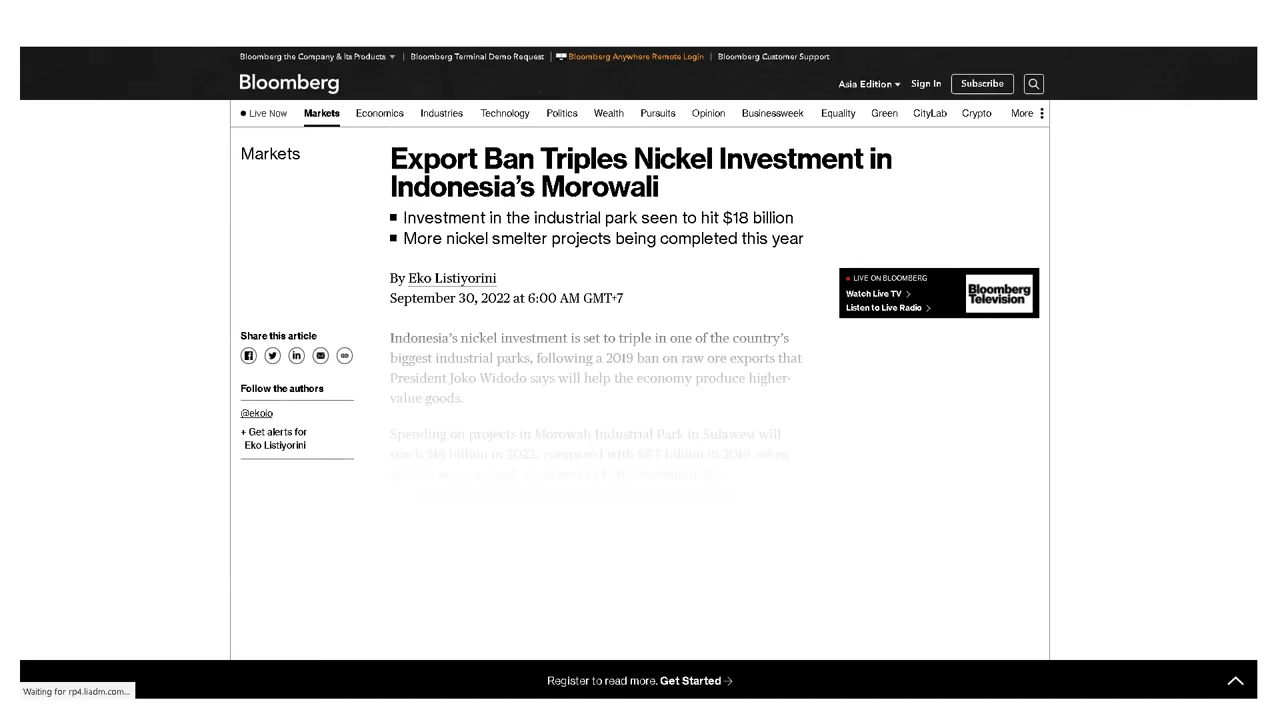 Bloomberg the Company & Its Products
Bloomberg Terminal Demo Request
Bloomberg Anywhere Remote Login
Bloomberg Customer Support
Bloomberg
Asia Edition
Sign In
Subscribe
Live Now
Markets
Economics
Industries
Technology
Politics
Wealth
Pursuits
Opinion
Businessweek
Equality
Green
CityLab
Crypto
More
Markets
Export Ban Triples Nickel Investment in
Indonesia's Morowali
Investment in the industrial park seen to hit $18 billion
More nickel smelter projects being completed this year
By Eko Listiyorini
September 30, 2022 at 6:00 AM GMT+7
LIVE ON BLOOMBERG
Watch Live TV
Listen to Live Radio
Bloomberg
Television
Share this article
Follow the authors
@ekoio
+ Get alerts for
Eko Listiyorini
Indonesia's nickel investment is set to triple in one of the country's
biggest industrial parks, following a 2019 ban on raw ore exports that
President Joko Widodo says will help the economy produce higher-
value goods.
Spending on projects in Morowali Industrial Park in Sulawesi will
reach $18 billion in 2022, compared with billion in 2019, when
Register to read more. Get Started
Waiting for rp4.liadm.com...